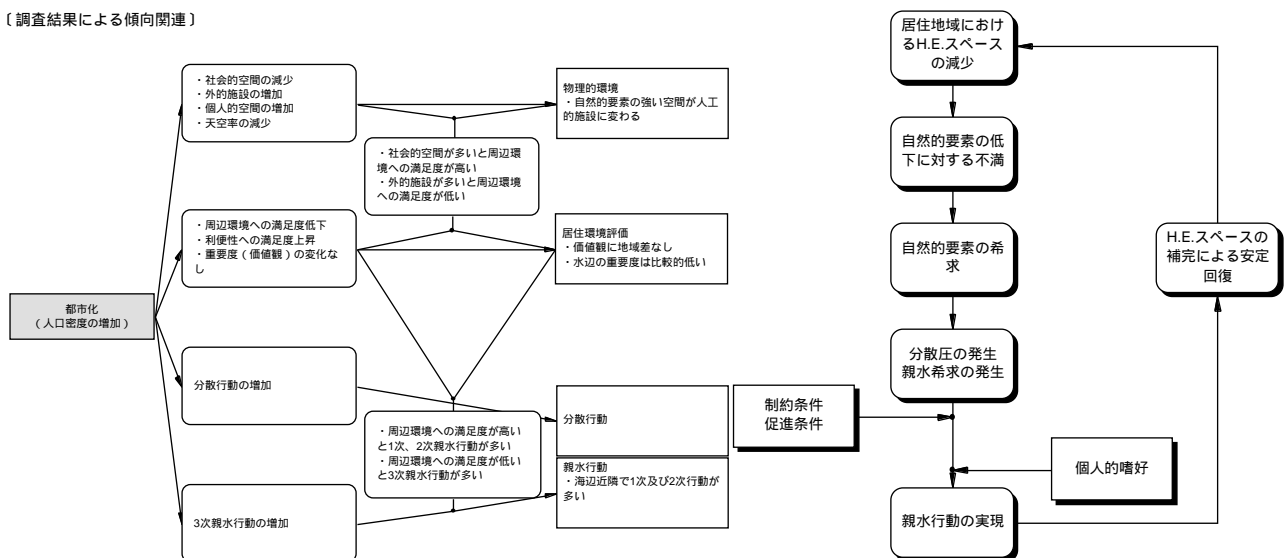 〔調査結果による傾向関連〕
・社会的空間の減少
・外的施設の増加
・個人的空間の増加
・天空率の減少
物理的環境
・自然的要素の強い空間が人工
的施設に変わる
・社会的空間が多いと周辺環
境への満足度が高い
・外的施設が多いと周辺環境
への満足度が低い
・周辺環境への満足度低下
・利便性への満足度上昇
・重要度（価値観）の変化な
し
居住環境評価
・価値観に地域差なし
・水辺の重要度は比較的低い
都市化
（人口密度の増加）
分散行動の増加
分散行動
・周辺環境への満足度が高い
と1次、2次親水行動が多い
・周辺環境への満足度が低い
と3次親水行動が多い
親水行動
・海辺近隣で1次及び2次行動が
多い
3次親水行動の増加
居住地域におけ
るH.E.スペース
の減少
自然的要素の低
下に対する不満
自然的要素の希
求
分散圧の発生
親水希求の発生
制約条件
促進条件
個人的嗜好
親水行動の実現
H.E.スペースの
補完による安定
回復